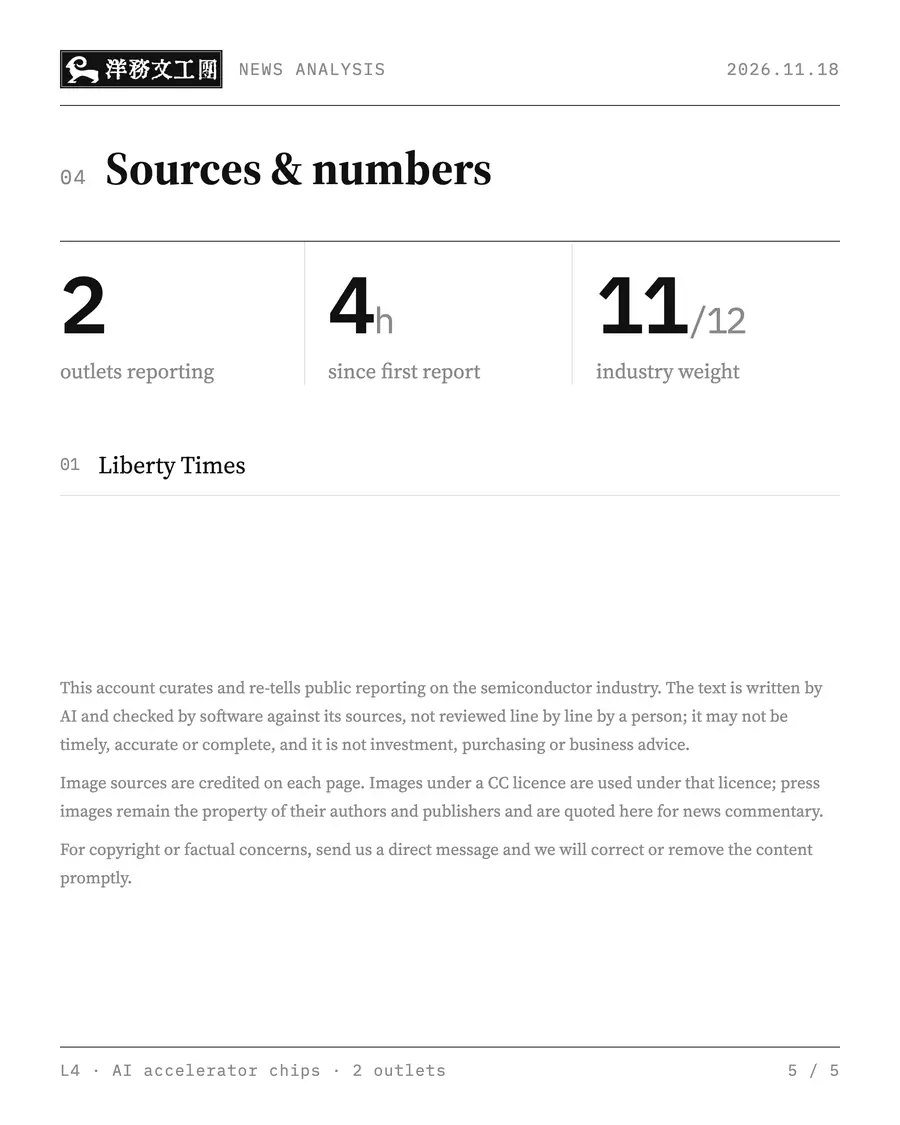 洋務文工團 NEWS ANALYSIS 2026.11.18
04 Sources & numbers
2 4h 11/12
outlets reporting since first report industry weight
01 Liberty Times
This account curates and re-tells public reporting on the semiconductor industry. The text is written by
AI and checked by software against its sources, not reviewed line by line by a person; it may not be
timely, accurate or complete, and it is not investment, purchasing or business advice.
Image sources are credited on each page. Images under a CC licence are used under that licence; press
images remain the property of their authors and publishers and are quoted here for news commentary.
For copyright or factual concerns, send us a direct message and we will correct or remove the content
promptly.
L4 · AI accelerator chips · 2 outlets 5 / 5